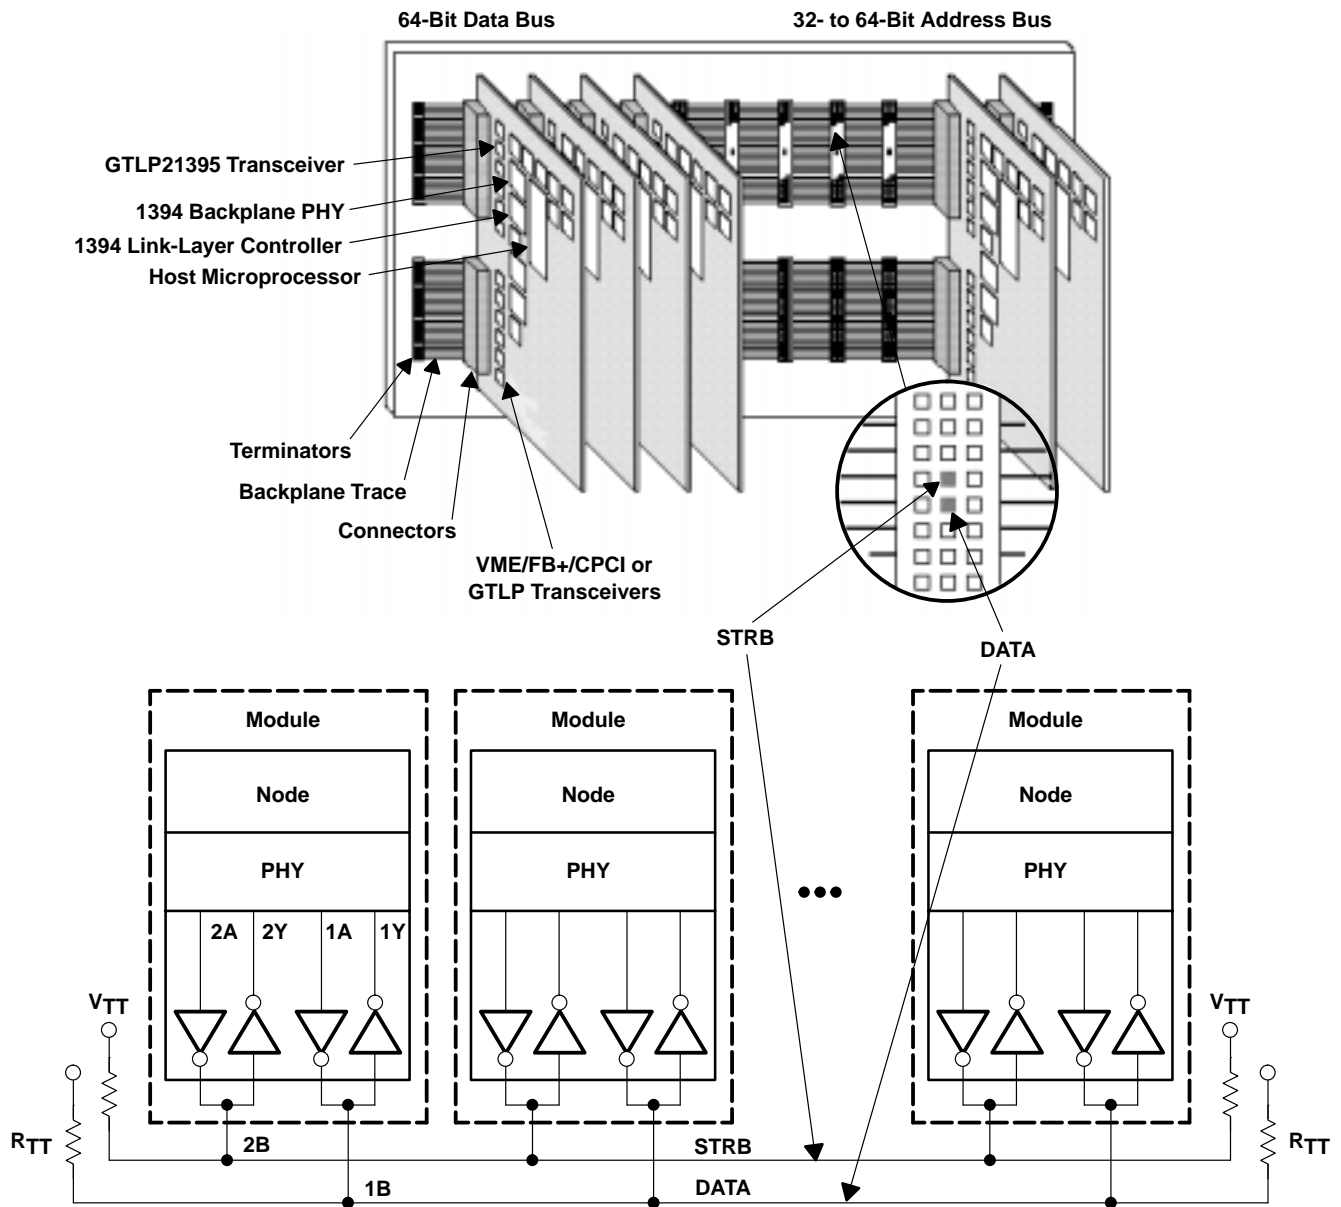 64-Bit Data Bus
32- to 64-Bit Address Bus
GTLP21395 Transceiver
1394 Backplane PHY
1394 Link-Layer Controller
Host Microprocessor
Terminators
Backplane Trace
Connectors
VME/FB+/CPCI or
GTLP Transceivers
STRB
DATA
Module
Module
Module
Node
Node
Node
PHY
PHY
PHY
2A
2Y
1A
1Y
VTT
VTT
RTT
RTT
2B
STRB
1B
DATA